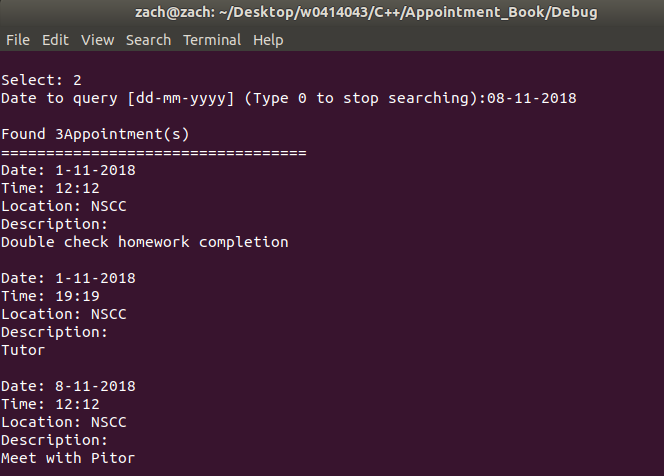 zach@zach: ~/Desktop/w0414043/C++/Appointment_Book/Debug
File Edit View Search Terminal Help
Select: 2
Date to query [dd-mm-yyyy] (Type 0 to stop searching):08-11-2018
Found 3Appointment(s)
==================================
Date: 1-11-2018
Time: 12:12
Location: NSCC
Description:
Double check homework completion
Date: 1-11-2018
Time: 19:19
Location: NSCC
Description:
Tutor
Date: 8-11-2018
Time: 12:12
Location: NSCC
Description:
Meet with Pitor